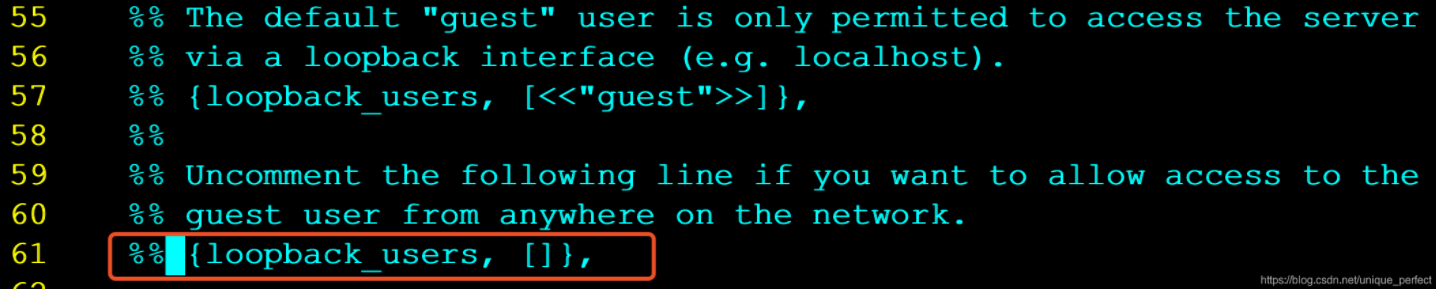 55 %% The default "guest" user is only permitted to access the server
56 %% via a loopback interface (e.g. localhost).
57 %% {loopback_users, [<<"guest">>]},
58 %%
59 %% Uncomment the following line if you want to allow access to the
60 %% guest user from anywhere on the network.
61 %% {loopback_users, []},
https://blog.csdn.net/unique_perfect